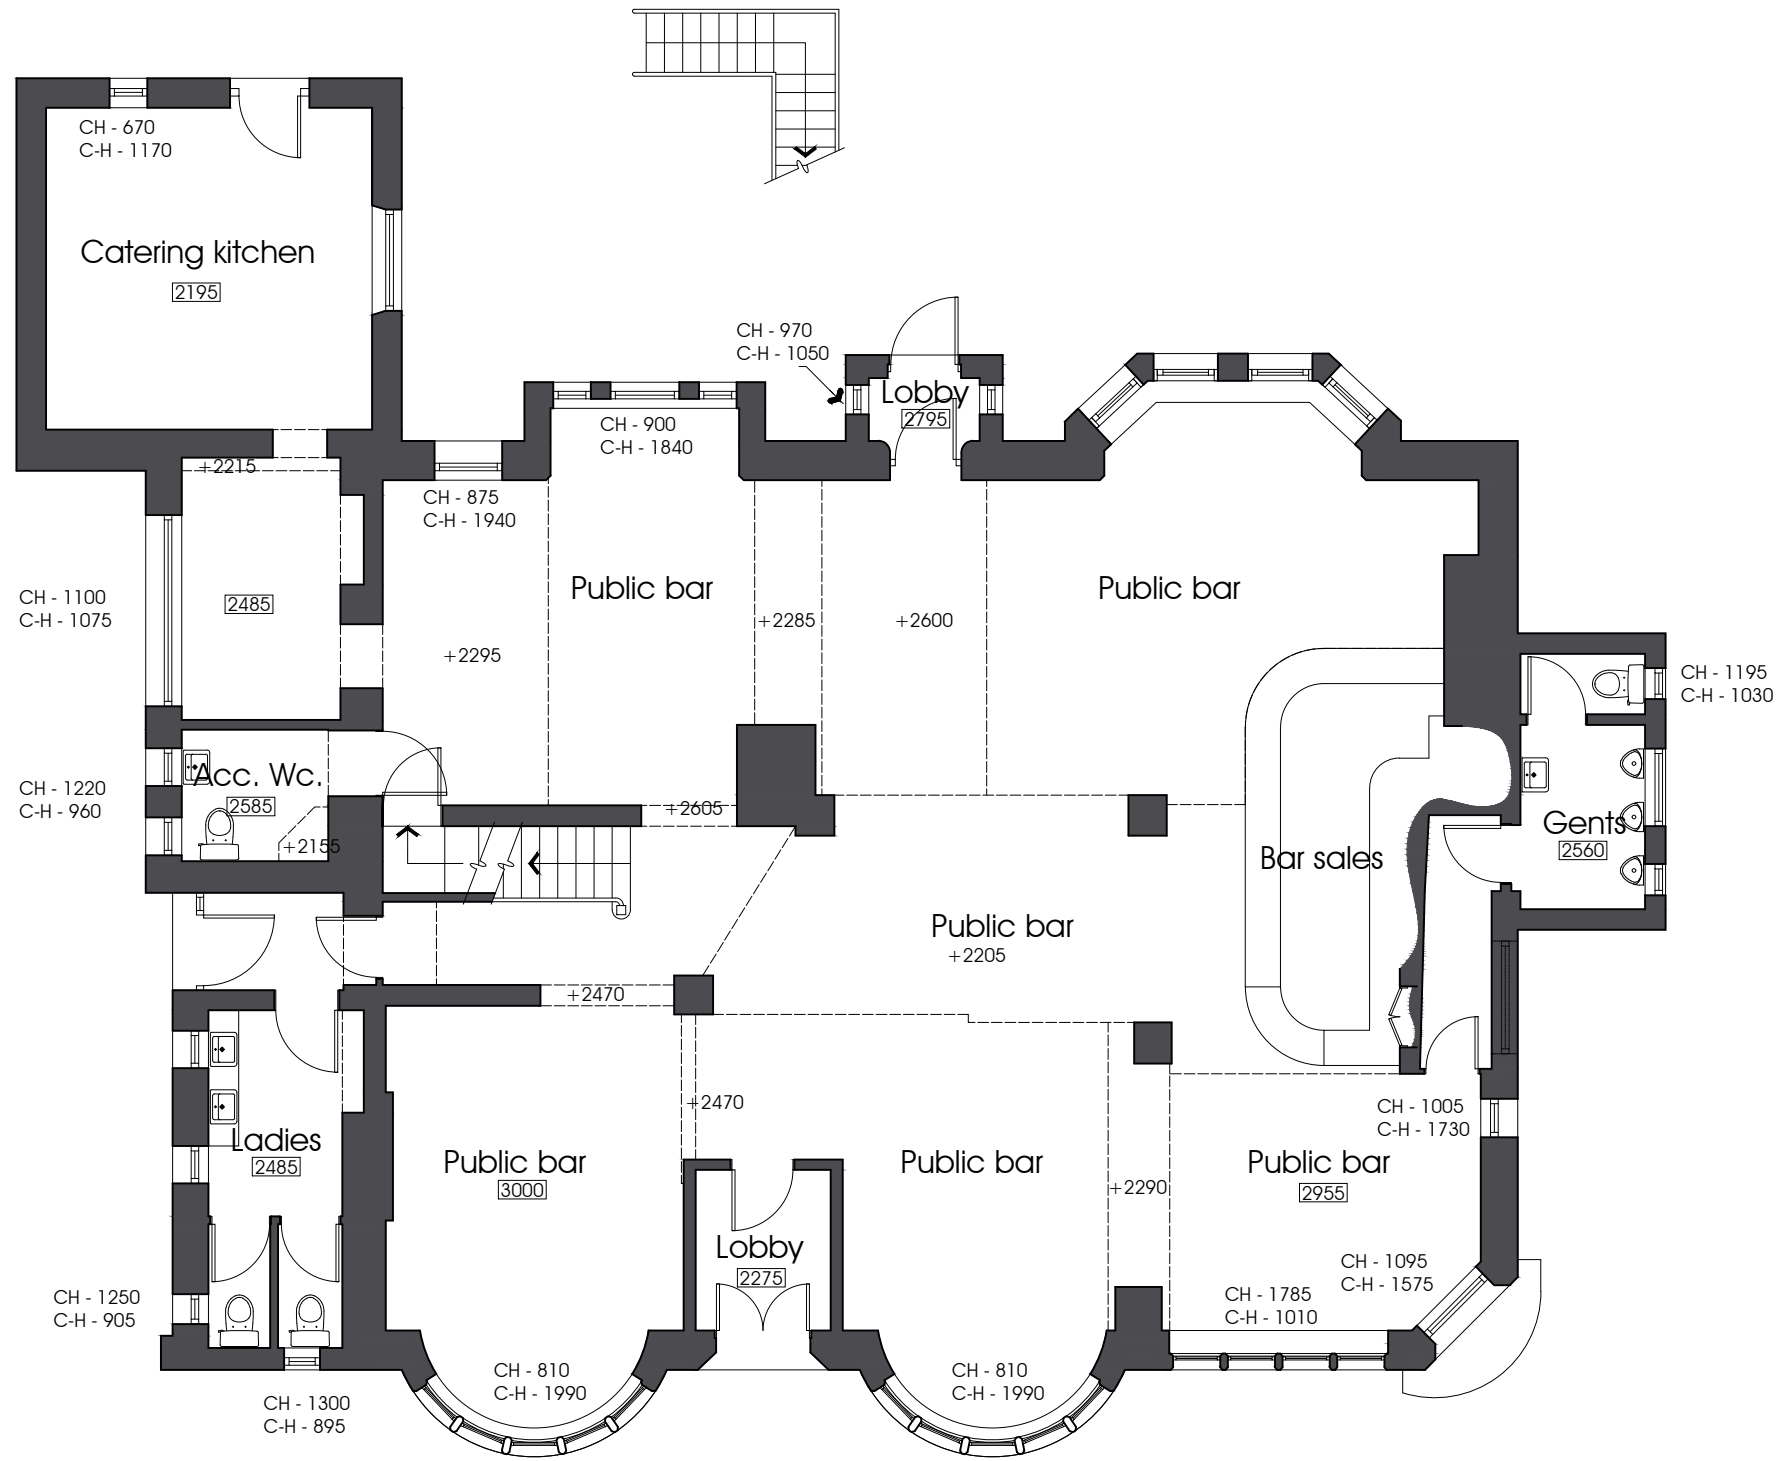 CH - 670
C-H - 1170
Catering kitchen
2195
CH - 970
C-H - 1050
Lobby
2795
CH - 900
C-H - 1840
+2215
CH - 875
C-H - 1940
CH - 1100
C-H - 1075
2485
Public bar
Public bar
+2285
+2600
+2295
CH - 1195
C-H - 1030
Acc. Wc.
2585
CH - 1220
C-H - 960
+2605
+2155
Gents
2560
Bar sales
Public bar
+2205
+2470
+2470
CH - 1005
C-H - 1730
Ladies
2485
Public bar
3000
Public bar
+2290
Public bar
2955
Lobby
2275
CH - 1095
C-H - 1575
CH - 1250
C-H - 905
CH - 1785
C-H - 1010
CH - 810
C-H - 1990
CH - 810
C-H - 1990
CH - 1300
C-H - 895